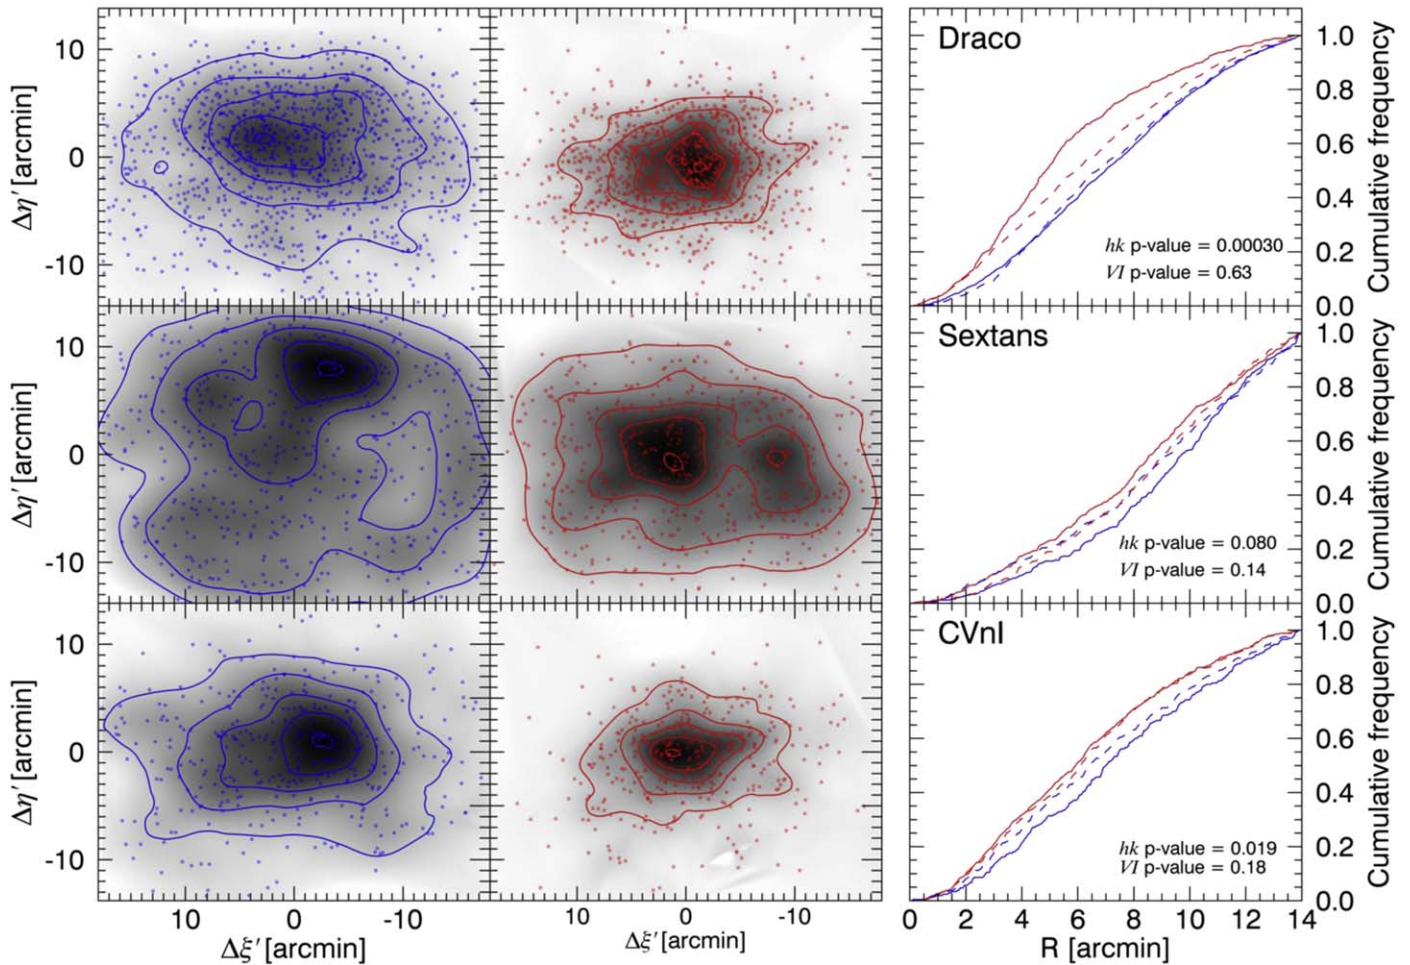 10
0
-10
Δη′ [arcmin]
Draco
hk p-value = 0.00030
VI p-value = 0.63
1.0
0.8
0.6
0.4
0.2
0.0
Cumulative frequency
10
0
-10
Δη′ [arcmin]
Sextans
hk p-value = 0.080
VI p-value = 0.14
1.0
0.8
0.6
0.4
0.2
0.0
Cumulative frequency
10
0
-10
Δη′ [arcmin]
CVnI
hk p-value = 0.019
VI p-value = 0.18
1.0
0.8
0.6
0.4
0.2
0.0
Cumulative frequency
10 0 -10
Δξ′ [arcmin]
10 0 -10
Δξ′ [arcmin]
0 2 4 6 8 10 12 14
R [arcmin]